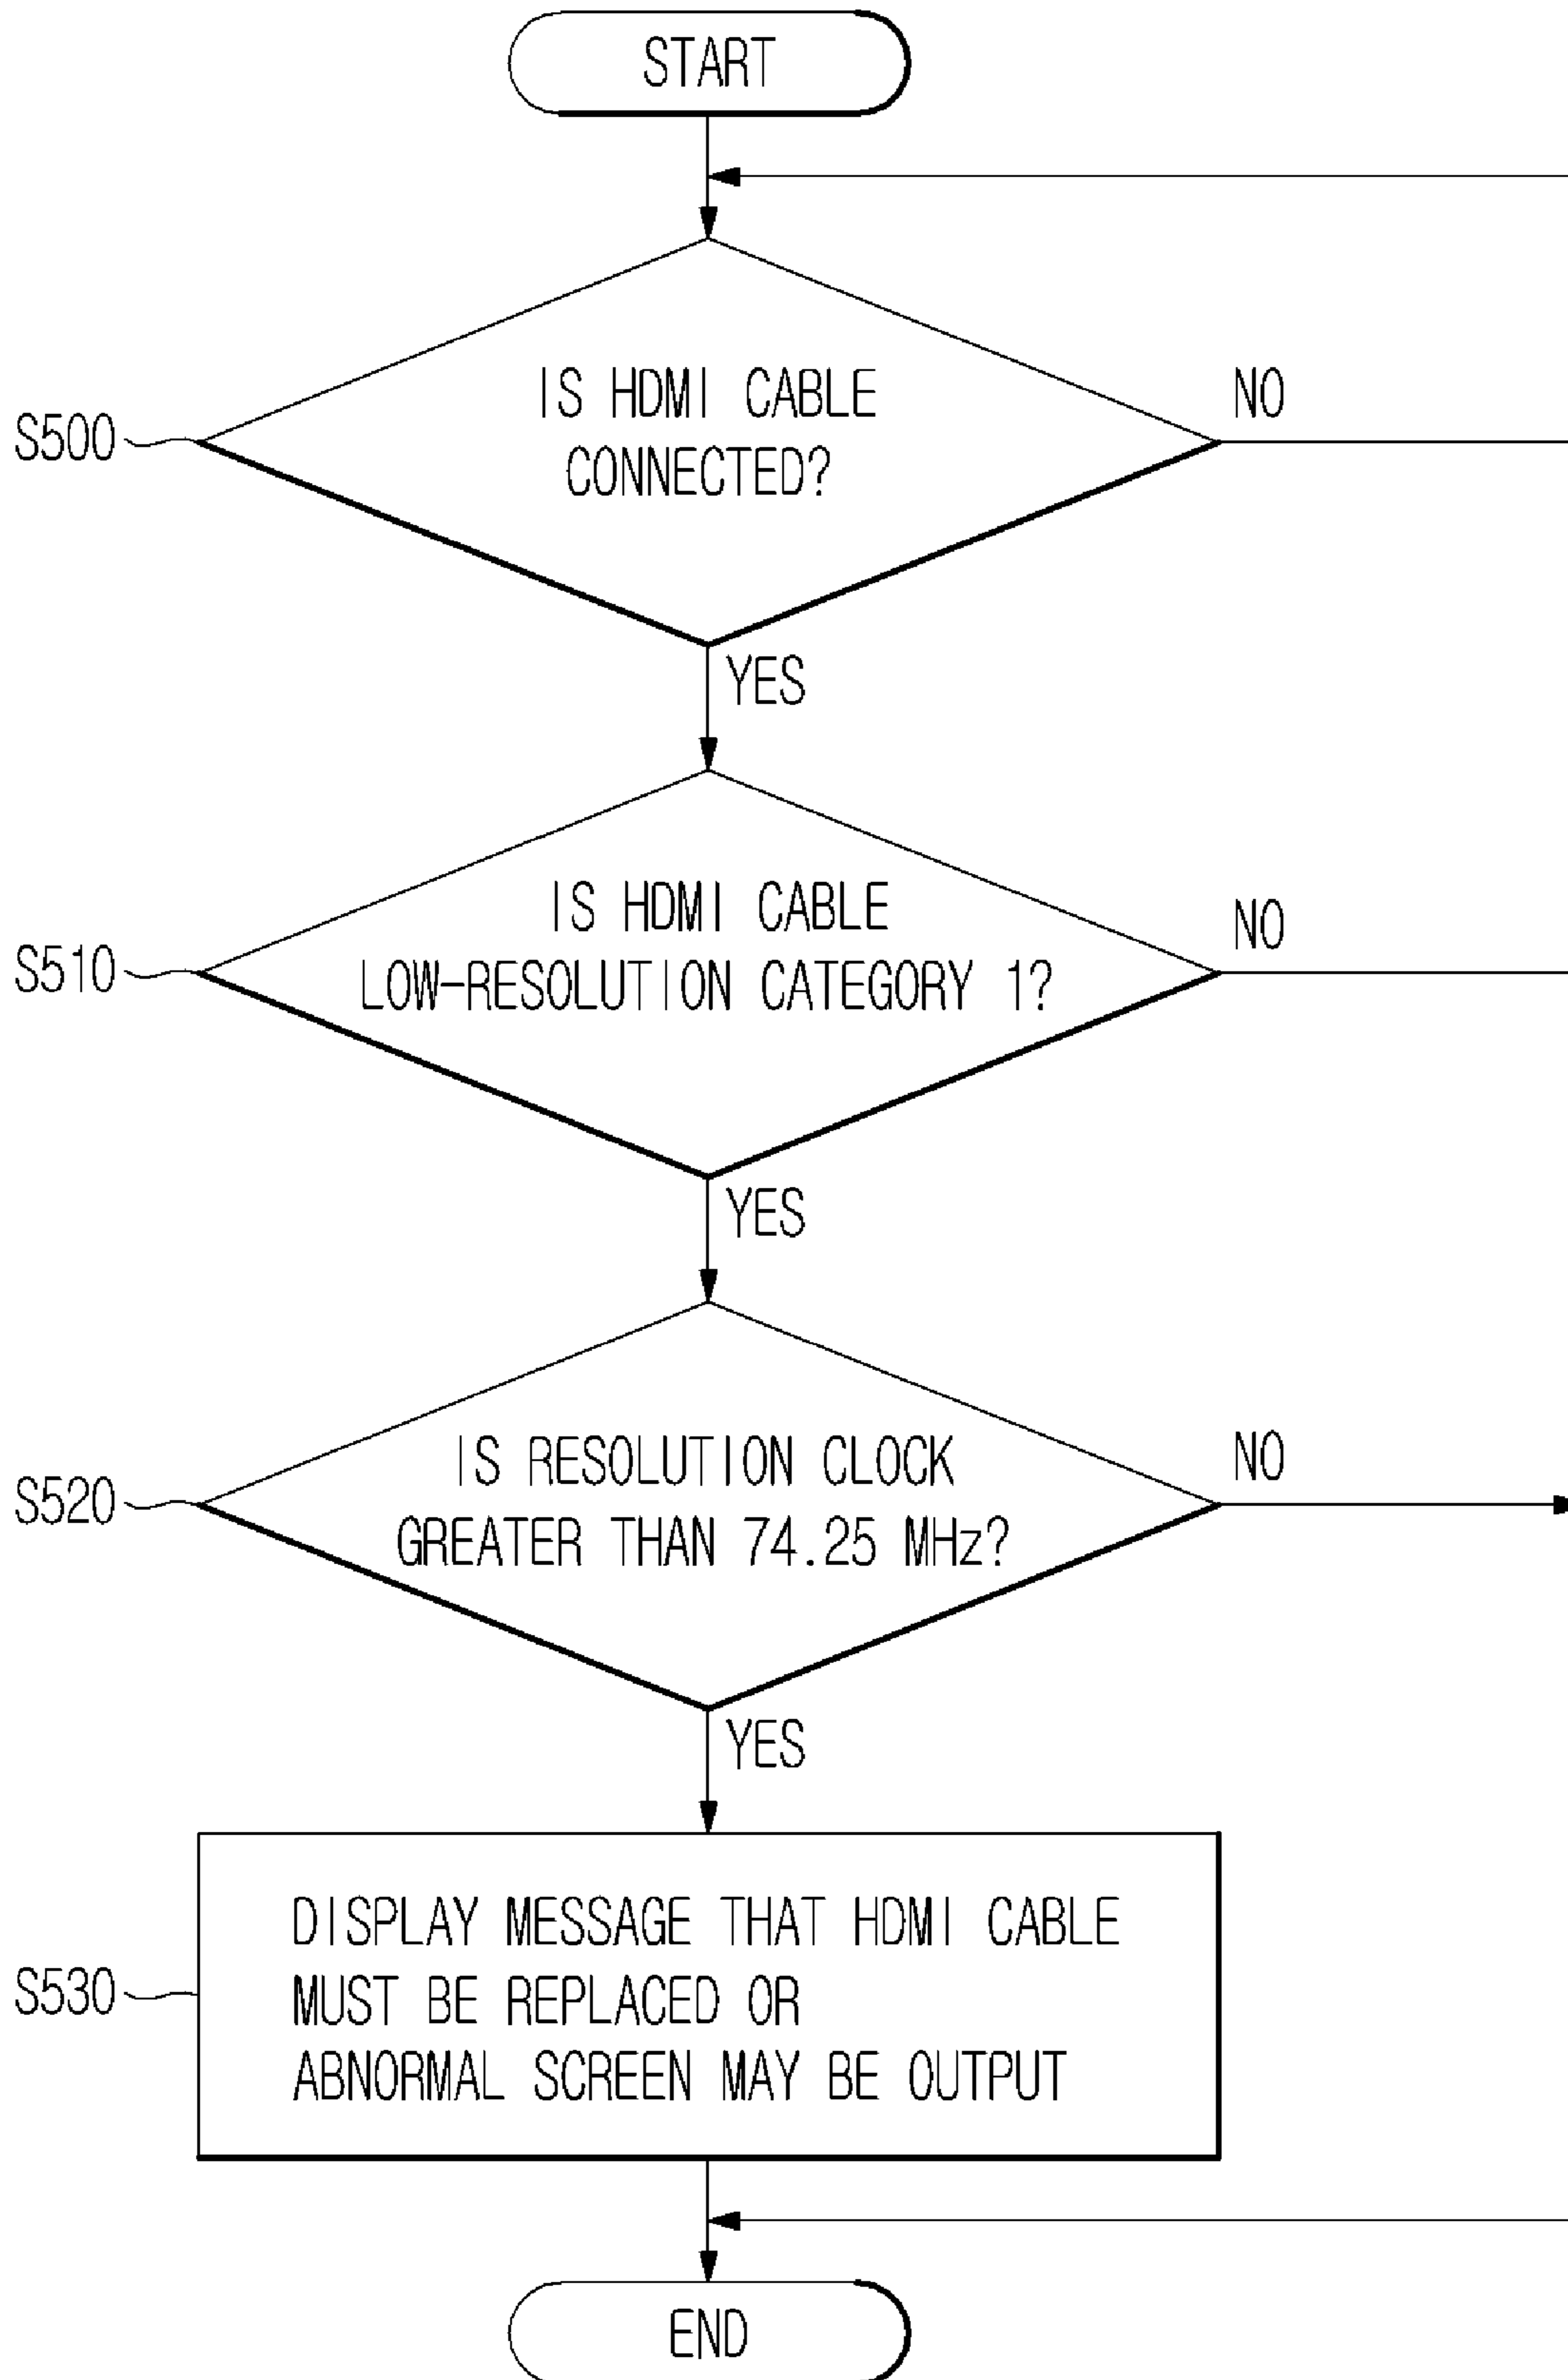 START
IS HDMI CABLE
CONNECTED?
NO
S500
YES
IS HDMI CABLE
LOW-RESOLUTION CATEGORY 1?
NO
S510
YES
IS RESOLUTION CLOCK
GREATER THAN 74.25 MHz?
NO
S520
YES
DISPLAY MESSAGE THAT HDMI CABLE
MUST BE REPLACED OR
ABNORMAL SCREEN MAY BE OUTPUT
S530
END